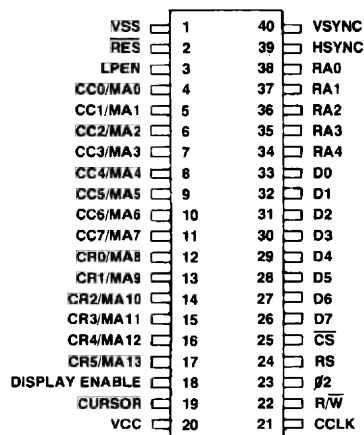 VSS 1 40 VSYNC
RES 2 39 HSYNC
LPEN 3 38 RA0
CC0/MA0 4 37 RA1
CC1/MA1 5 36 RA2
CC2/MA2 6 35 RA3
CC3/MA3 7 34 RA4
CC4/MA4 8 33 D0
CC5/MA5 9 32 D1
CC6/MA6 10 31 D2
CC7/MA7 11 30 D3
CR0/MA8 12 29 D4
CR1/MA9 13 28 D5
CR2/MA10 14 27 D6
CR3/MA11 15 26 D7
CR4/MA12 16 25 C̅S̅
CR5/MA13 17 24 RS
DISPLAY ENABLE 18 23 ø2
CURSOR 19 22 R/W̅
VCC 20 21 CCLK